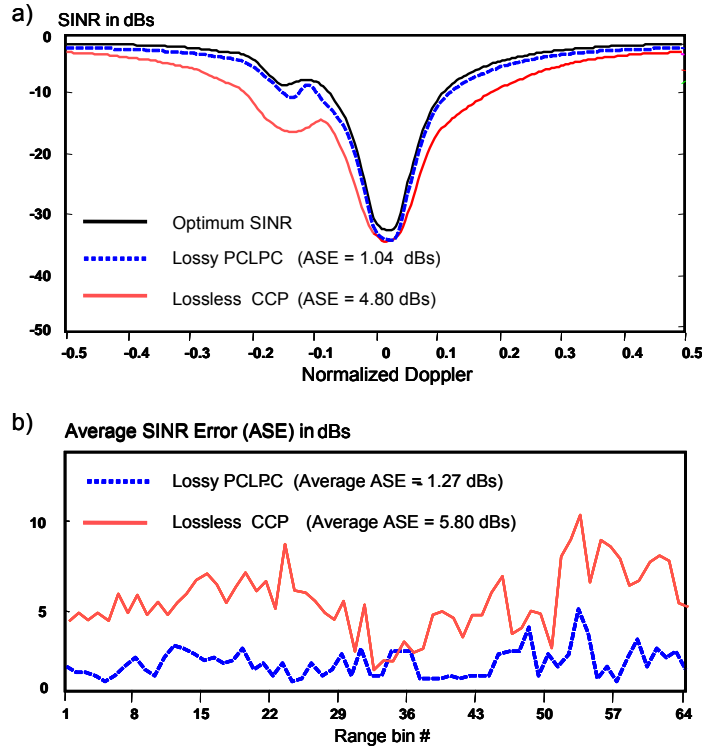 a)
SINR in dBs
0
-10
-20
-30
-40
-50
Optimum SINR
Lossy PCLPC (ASE = 1.04 dBs)
Lossless CCP (ASE = 4.80 dBs)
-0.5 -0.3 -0.2 -0.1 0 0.1 0.2 0.3 0.4 0.5
Normalized Doppler
b)
Average SINR Error (ASE) in dBs
Lossy PCLPC (Average ASE = 1.27 dBs)
Lossless CCP (Average ASE = 5.80 dBs)
10
5
0
1 8 15 22 29 36 43 50 57 64
Range bin #